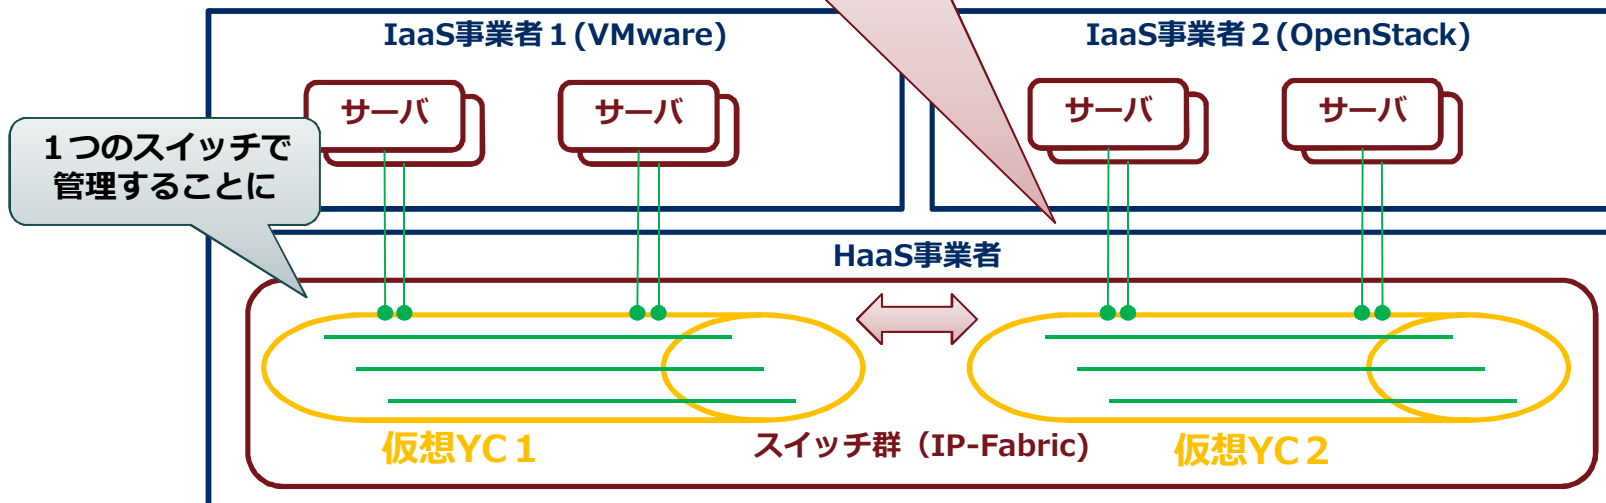 IaaS事業者１(VMware)
IaaS事業者２(OpenStack)
サーバ
サーバ
サーバ
サーバ
１つのスイッチで
管理することに
HaaS事業者
仮想YC１
スイッチ群（IP-Fabric)
仮想YC２